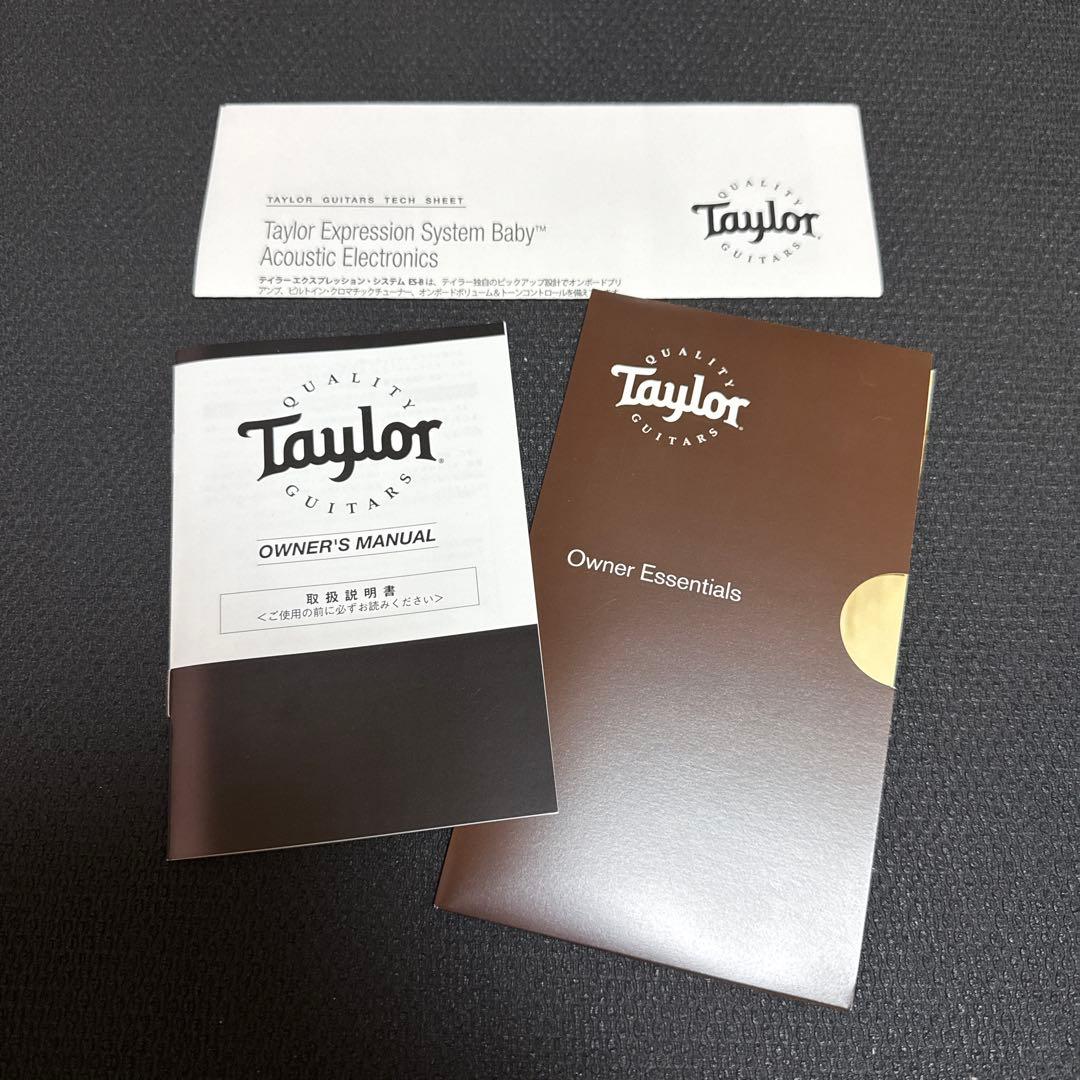 TAYLOR GUITARS TECH SHEET
Taylor Expression System Baby™
Acoustic Electronics
テイラー エクスプレッション・システム ES-B は、テイラー独自のピックアップ設計でオンボードプリ
アンプ、ビルトイン・クロマチックチューナー、オンボードボリューム＆トーンコントロールを備え
QUALITY
Taylor®
GUITARS
QUALITY
Taylor®
GUITARS
OWNER'S MANUAL
取扱説明書
＜ご使用の前に必ずお読みください＞
QUALITY
Taylor®
GUITARS
Owner Essentials